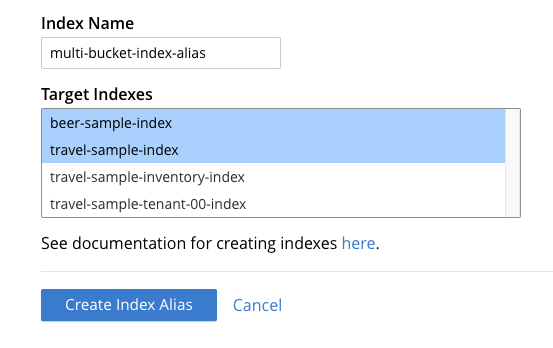 Index Name
multi-bucket-index-alias
Target Indexes
beer-sample-index
travel-sample-index
travel-sample-inventory-index
travel-sample-tenant-00-index
See documentation for creating indexes here.
Create Index Alias Cancel